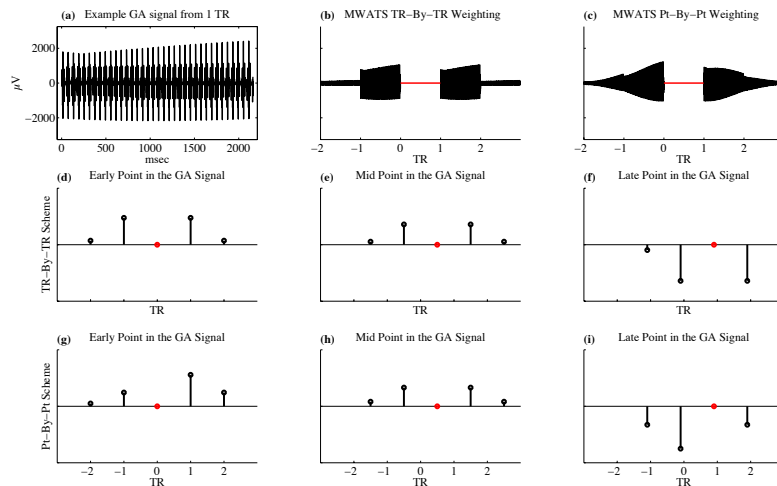 (a) Example GA signal from 1 TR
(b) MWATS TR−By−TR Weighting
(c) MWATS Pt−By−Pt Weighting
μV
2000
0
−2000
0 500 1000 1500 2000
msec
−2 −1 0 1 2
TR
−2 −1 0 1 2
TR
(d) Early Point in the GA Signal
(e) Mid Point in the GA Signal
(f) Late Point in the GA Signal
TR−By−TR Scheme
TR
TR
TR
(g) Early Point in the GA Signal
(h) Mid Point in the GA Signal
(i) Late Point in the GA Signal
Pt−By−Pt Scheme
−2 −1 0 1 2
TR
−2 −1 0 1 2
TR
−2 −1 0 1 2
TR